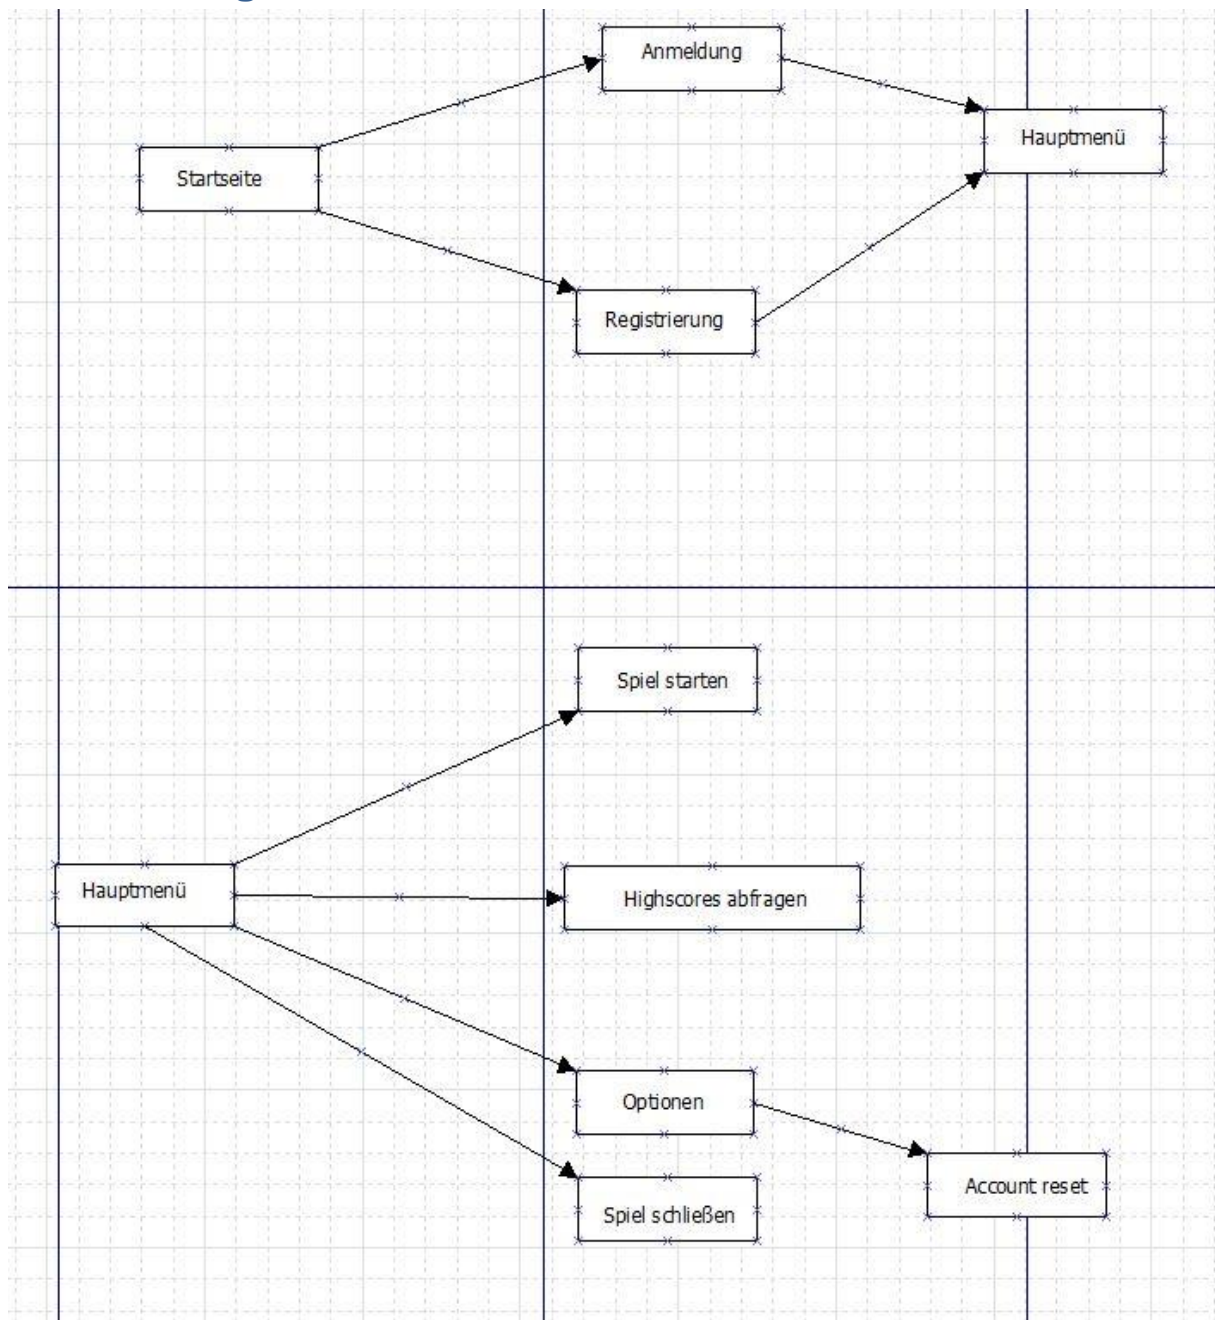 Anmeldung
Hauptmenü
Startseite
Registrierung
Spiel starten
Hauptmenü
Highscores abfragen
Optionen
Account reset
Spiel schließen